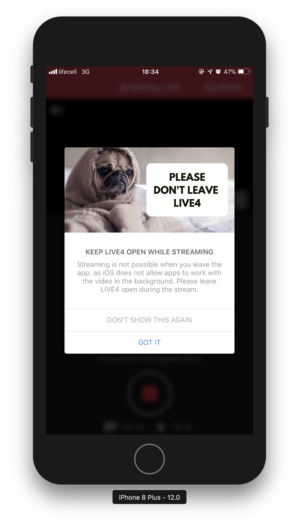 lifecell 3G 18:34 47%
PLEASE
DON'T LEAVE
LIVE4
KEEP LIVE4 OPEN WHILE STREAMING
Streaming is not possible when you leave the
app, as iOS does not allow apps to work with
the video in the background. Please leave
LIVE4 open during the stream.
DON'T SHOW THIS AGAIN
GOT IT
iPhone 8 Plus - 12.0